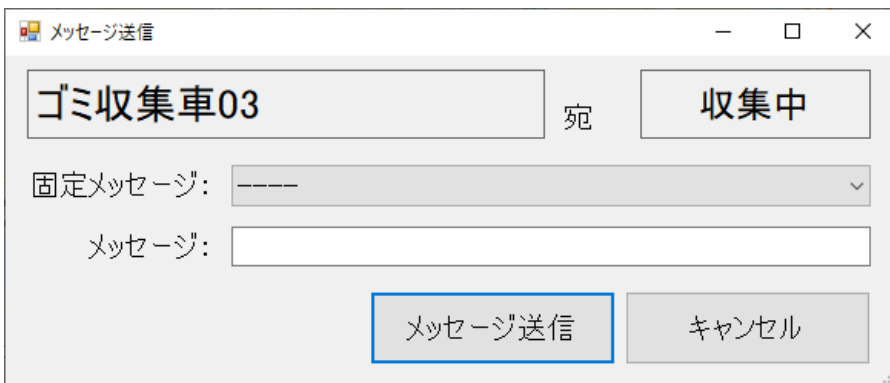 メッセージ送信
ゴミ収集車03 宛 収集中
固定メッセージ: ----
メッセージ:
メッセージ送信 キャンセル